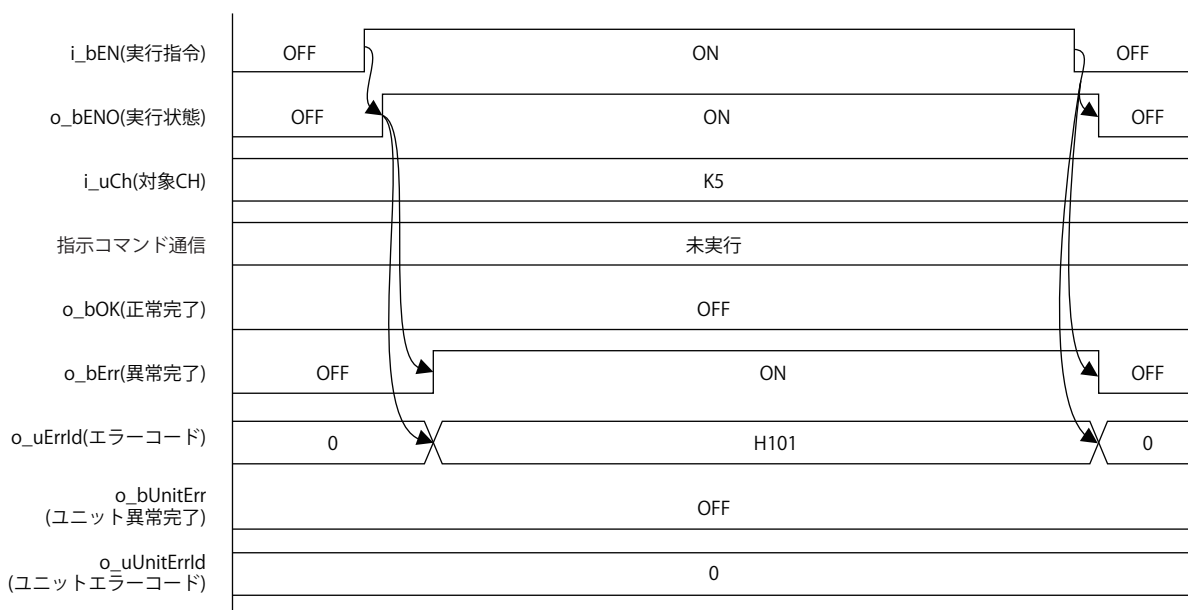 i_bEN(実行指令) OFF ON OFF
o_bENO(実行状態) OFF ON OFF
i_uCh(対象CH) K5
指示コマンド通信 未実行
o_bOK(正常完了) OFF
o_bErr(異常完了) OFF ON OFF
o_uErrId(エラーコード) 0 H101 0
o_bUnitErr
(ユニット異常完了) OFF
o_uUnitErrId
(ユニットエラーコード) 0